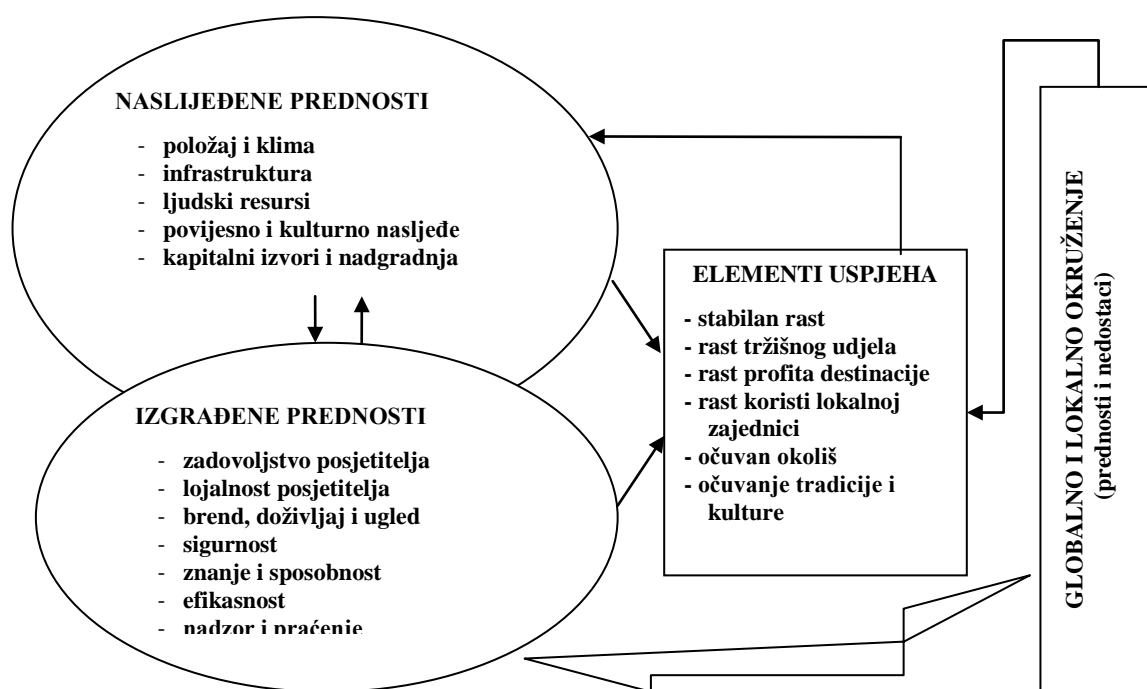 NASLIJEĐENE PREDNOSTI
- položaj i klima
- infrastruktura
- ljudski resursi
- povijesno i kulturno nasljeđe
- kapitalni izvori i nadgradnja
IZGRAĐENE PREDNOSTI
- zadovoljstvo posjetitelja
- lojalnost posjetitelja
- brend, doživljaj i ugled
- sigurnost
- znanje i sposobnost
- efikasnost
- nadzor i praćenje
ELEMENTI USPJEHA
- stabilan rast
- rast tržišnog udjela
- rast profita destinacije
- rast koristi lokalnoj
zajednici
- očuvan okoliš
- očuvanje tradicije i
kulture
GLOBALNO I LOKALNO OKRUŽENJE
(prednosti i nedostaci)